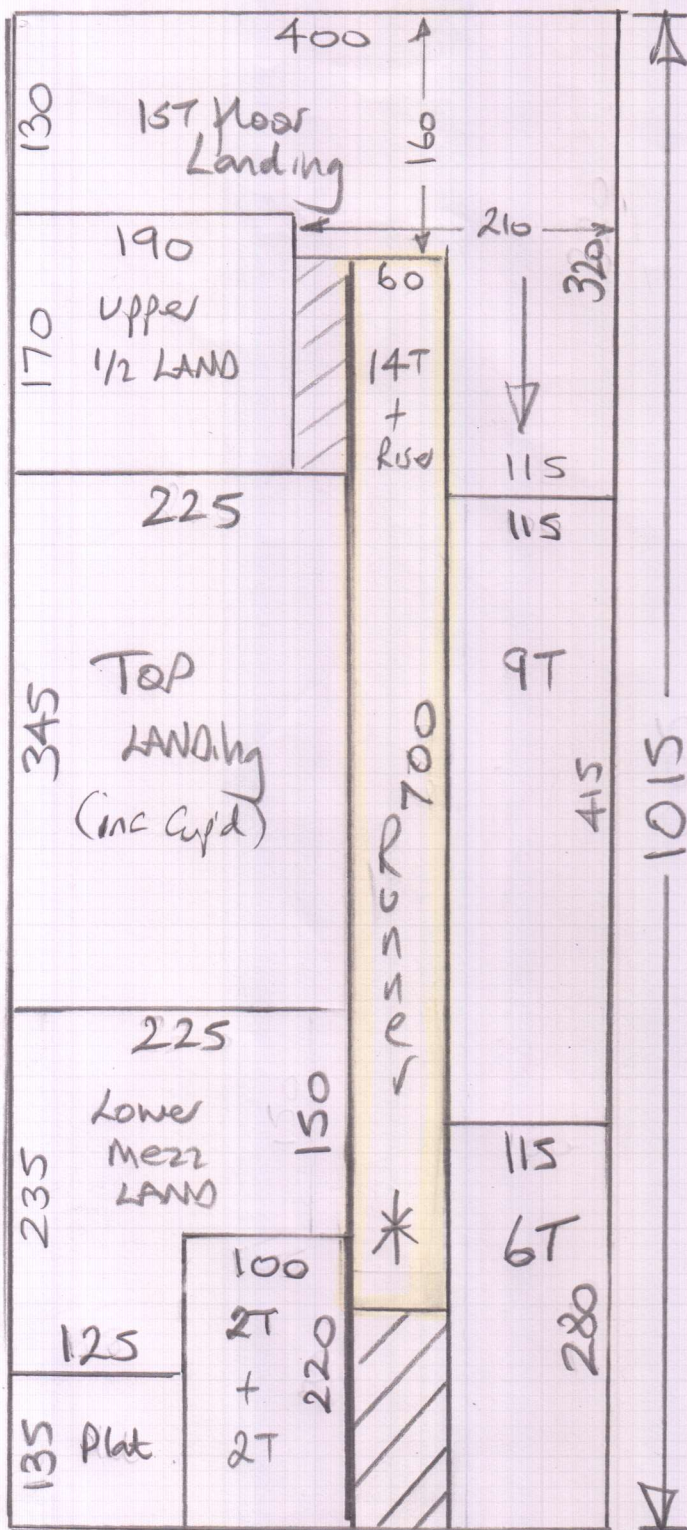 400
130
1ST floor
Landing
160
210
320
190
upper
1/2 LAND
170
60
14T
+
Riser
115
225
115
TOP
LANDing
(inc Cup'd)
345
9T
415
1015
700
Runner
225
Lower
Mezz
LAND
150
235
115
6T
280
100
2T
+
2T
220
125
135
Plat